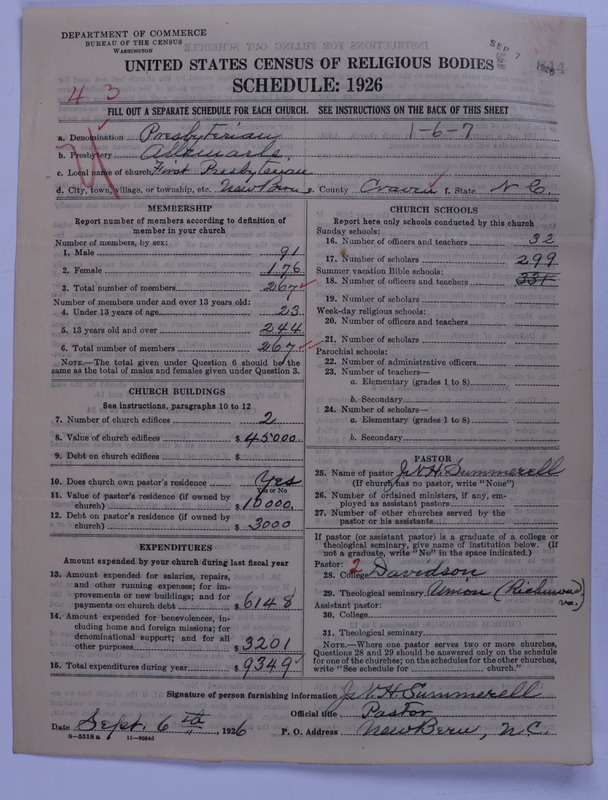 DEPARTMENT OF COMMERCE
BUREAU OF THE CENSUS
WASHINGTON
SEP 7 1926
UNITED STATES CENSUS OF RELIGIOUS BODIES
SCHEDULE: 1926
4 3
FILL OUT A SEPARATE SCHEDULE FOR EACH CHURCH. SEE INSTRUCTIONS ON THE BACK OF THIS SHEET
a. Denomination Presbyterian 1-6-7
b. Presbytery Albemarle
c. Local name of church First Presbyterian
d. City, town, village, or township, etc. New Bern e. County Craven f. State N C.
MEMBERSHIP
Report number of members according to definition of
member in your church
Number of members, by sex:
1. Male 91
2. Female 176
3. Total number of members 267
Number of members under and over 13 years old:
4. Under 13 years of age 23
5. 13 years old and over 244
6. Total number of members 267
NOTE.—The total given under Question 6 should be the
same as the total of males and females given under Question 3.
CHURCH BUILDINGS
See instructions, paragraphs 10 to 12
7. Number of church edifices 2
8. Value of church edifices $ 45000.
9. Debt on church edifices $
10. Does church own pastor's residence Yes
Yes or No
11. Value of pastor's residence (if owned by
church) $ 10000.
12. Debt on pastor's residence (if owned by
church) $ 3000
EXPENDITURES
Amount expended by your church during last fiscal year
13. Amount expended for salaries, repairs,
and other running expenses; for im-
provements or new buildings; and for
payments on church debt $ 6148
14. Amount expended for benevolences, in-
cluding home and foreign missions; for
denominational support; and for all
other purposes $ 3201
15. Total expenditures during year $ 9349
CHURCH SCHOOLS
Report here only schools conducted by this church
Sunday schools:
16. Number of officers and teachers 32
17. Number of scholars 299
Summer vacation Bible schools:
18. Number of officers and teachers 331
19. Number of scholars
Week-day religious schools:
20. Number of officers and teachers
21. Number of scholars
Parochial schools:
22. Number of administrative officers
23. Number of teachers—
a. Elementary (grades 1 to 8)
b. Secondary
24. Number of scholars—
a. Elementary (grades 1 to 8)
b. Secondary
PASTOR
25. Name of pastor J.N.H. Summerell
(If church has no pastor, write "None")
26. Number of ordained ministers, if any, em-
ployed as assistant pastors
27. Number of other churches served by the
pastor or his assistants
If pastor (or assistant pastor) is a graduate of a college or
theological seminary, give name of institution below. (If
not a graduate, write "No" in the space indicated.)
Pastor: 2
28. College Davidson
29. Theological seminary Union (Richmond Va.)
Assistant pastor:
30. College
31. Theological seminary
NOTE.—Where one pastor serves two or more churches,
Questions 28 and 29 should be answered only on the schedule
for one of the churches; on the schedules for the other churches,
write "See schedule for church."
Signature of person furnishing information J.N.H. Summerell
Official title Pastor
Date Sept. 6th, 1926 P. O. Address New Bern, N.C.
8—5518a 11—9564d